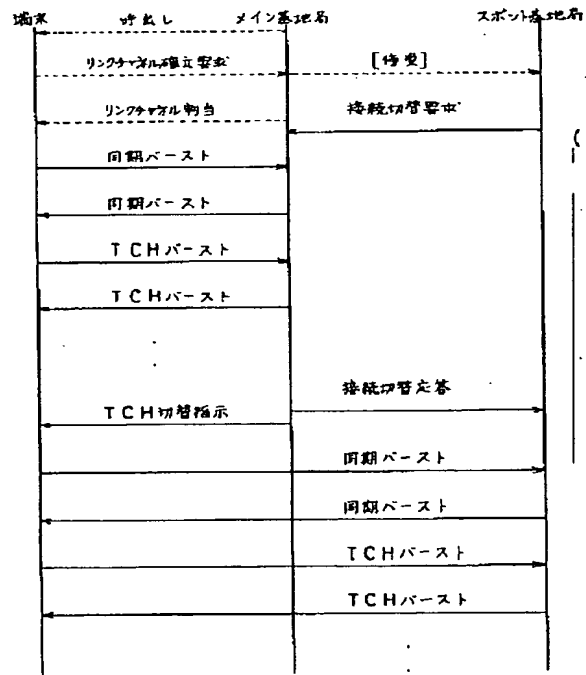 端末 呼出し メイン基地局 スポット基地局
リンクチャネル確立要求 [傍受]
リンクチャネル割当 接続切替要求
同期バースト
同期バースト
TCHバースト
TCHバースト
接続切替応答
TCH切替指示
同期バースト
同期バースト
TCHバースト
TCHバースト